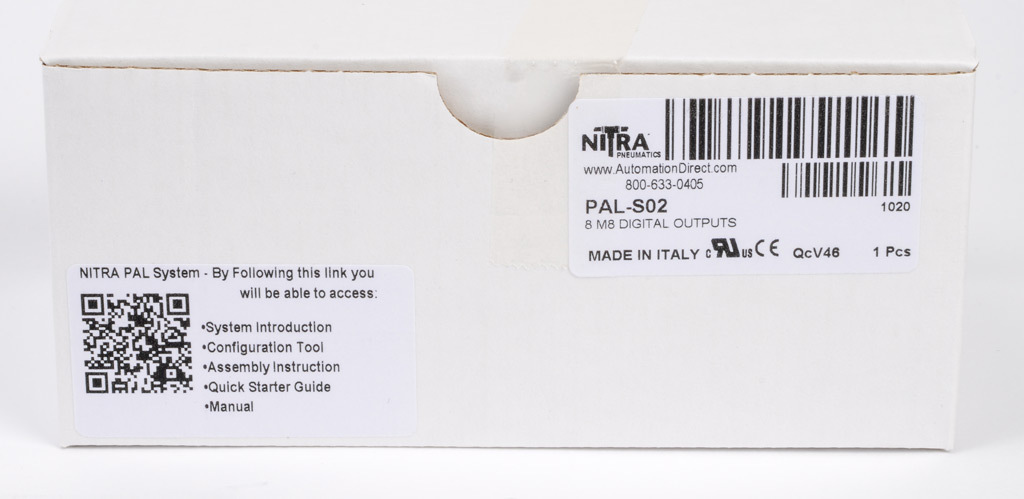 NITRA
PNEUMATICS
www.AutomationDirect.com
800-633-0405
PAL-S02
1020
8 M8 DIGITAL OUTPUTS
MADE IN ITALY c RU us CE QcV46 1 Pcs
NITRA PAL System - By Following this link you
will be able to access:
•System Introduction
•Configuration Tool
•Assembly Instruction
•Quick Starter Guide
•Manual